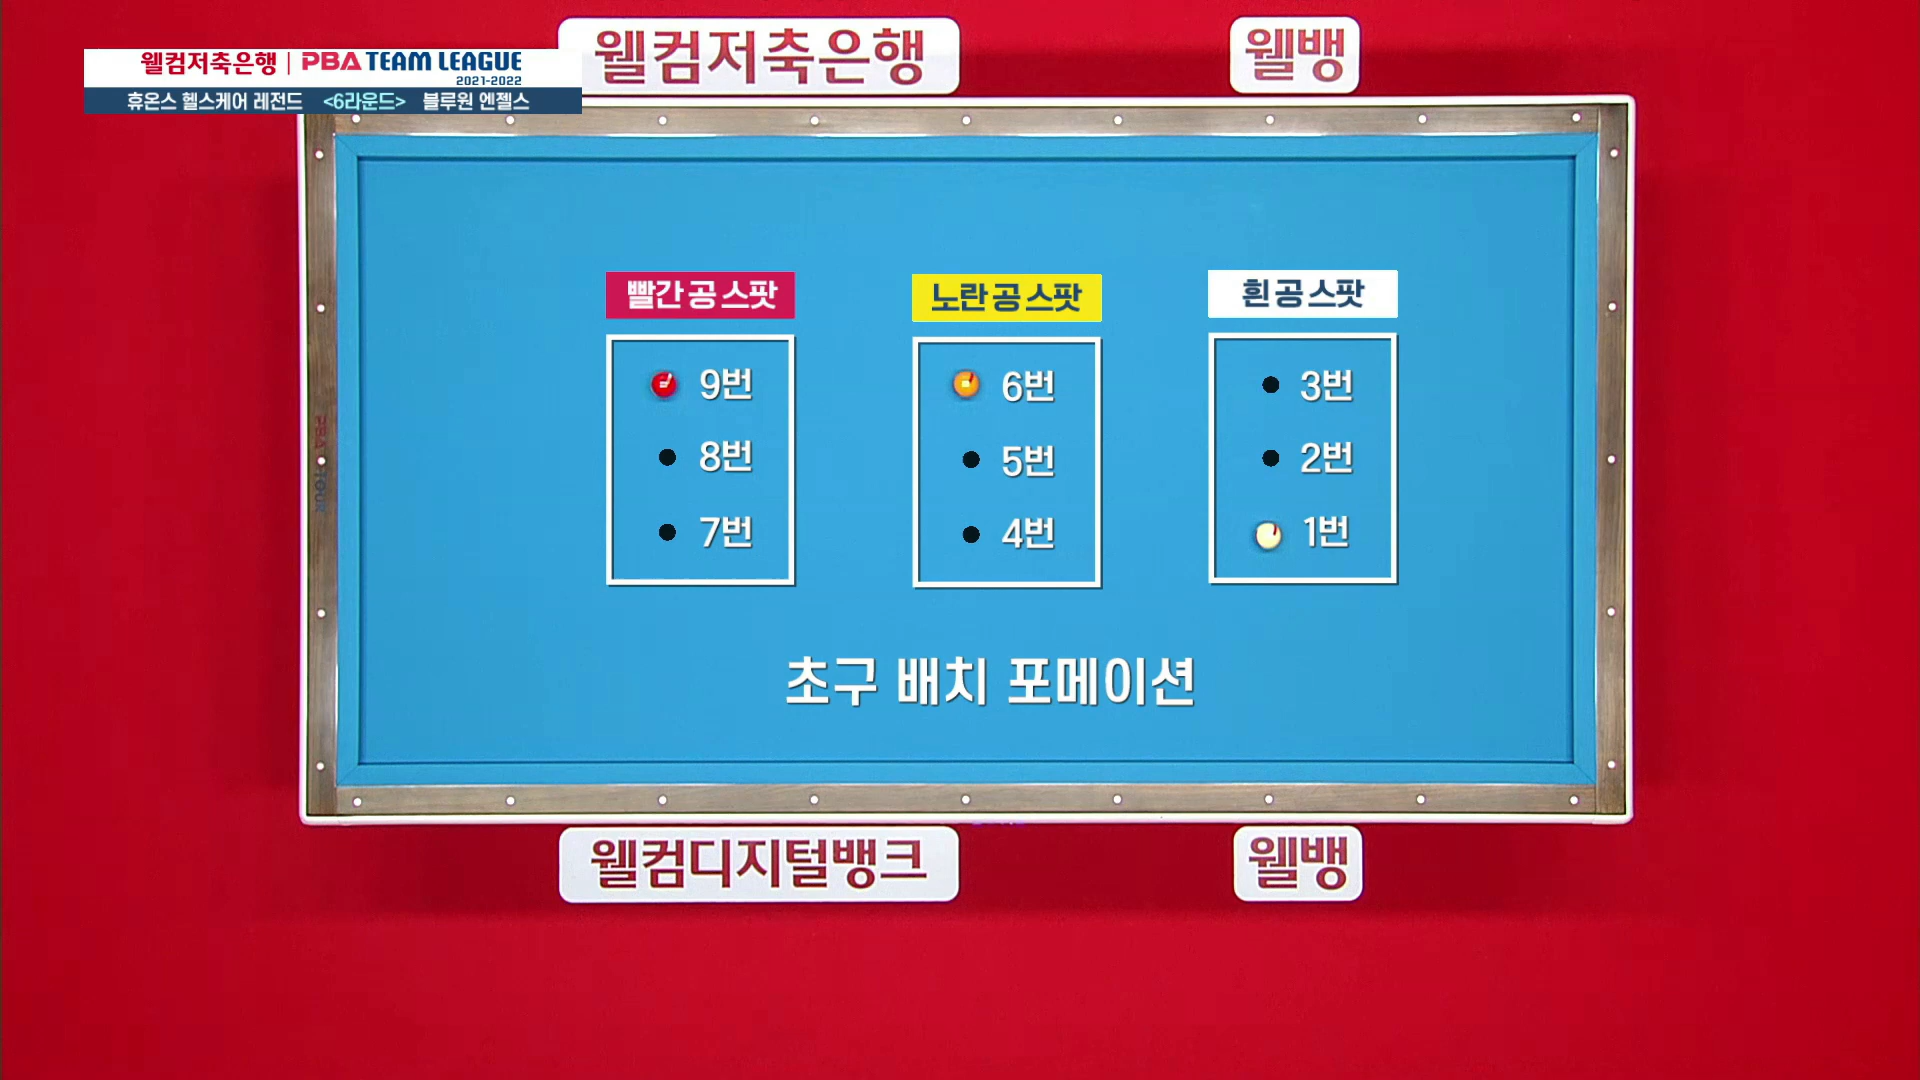 웰컴저축은행 | PBA TEAM LEAGUE
2021-2022
휴온스 헬스케어 레전드 <6라운드> 블루원 엔젤스
웰컴저축은행
웰뱅
빨간 공 스팟
9번
8번
7번
노란 공 스팟
6번
5번
4번
흰 공 스팟
3번
2번
1번
초구 배치 포메이션
PBA TOUR
웰컴디지털뱅크
웰뱅